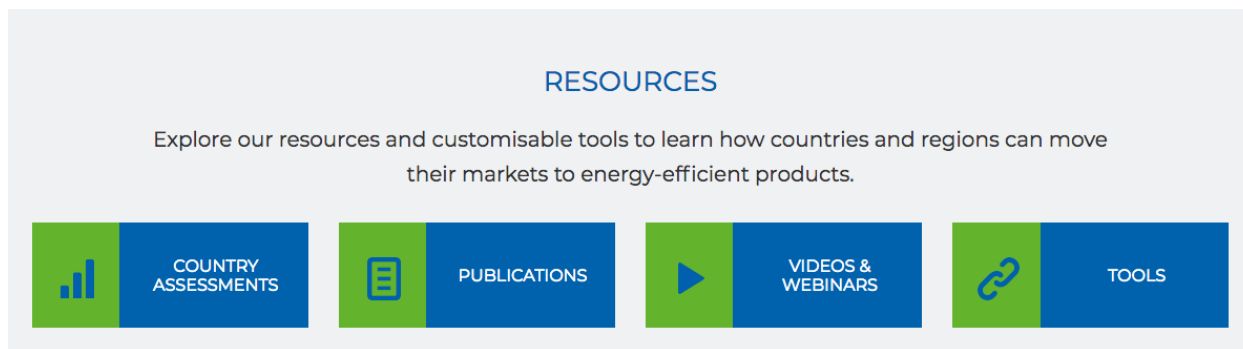 RESOURCES
Explore our resources and customisable tools to learn how countries and regions can move
their markets to energy-efficient products.
COUNTRY
ASSESSMENTS
PUBLICATIONS
VIDEOS &
WEBINARS
TOOLS